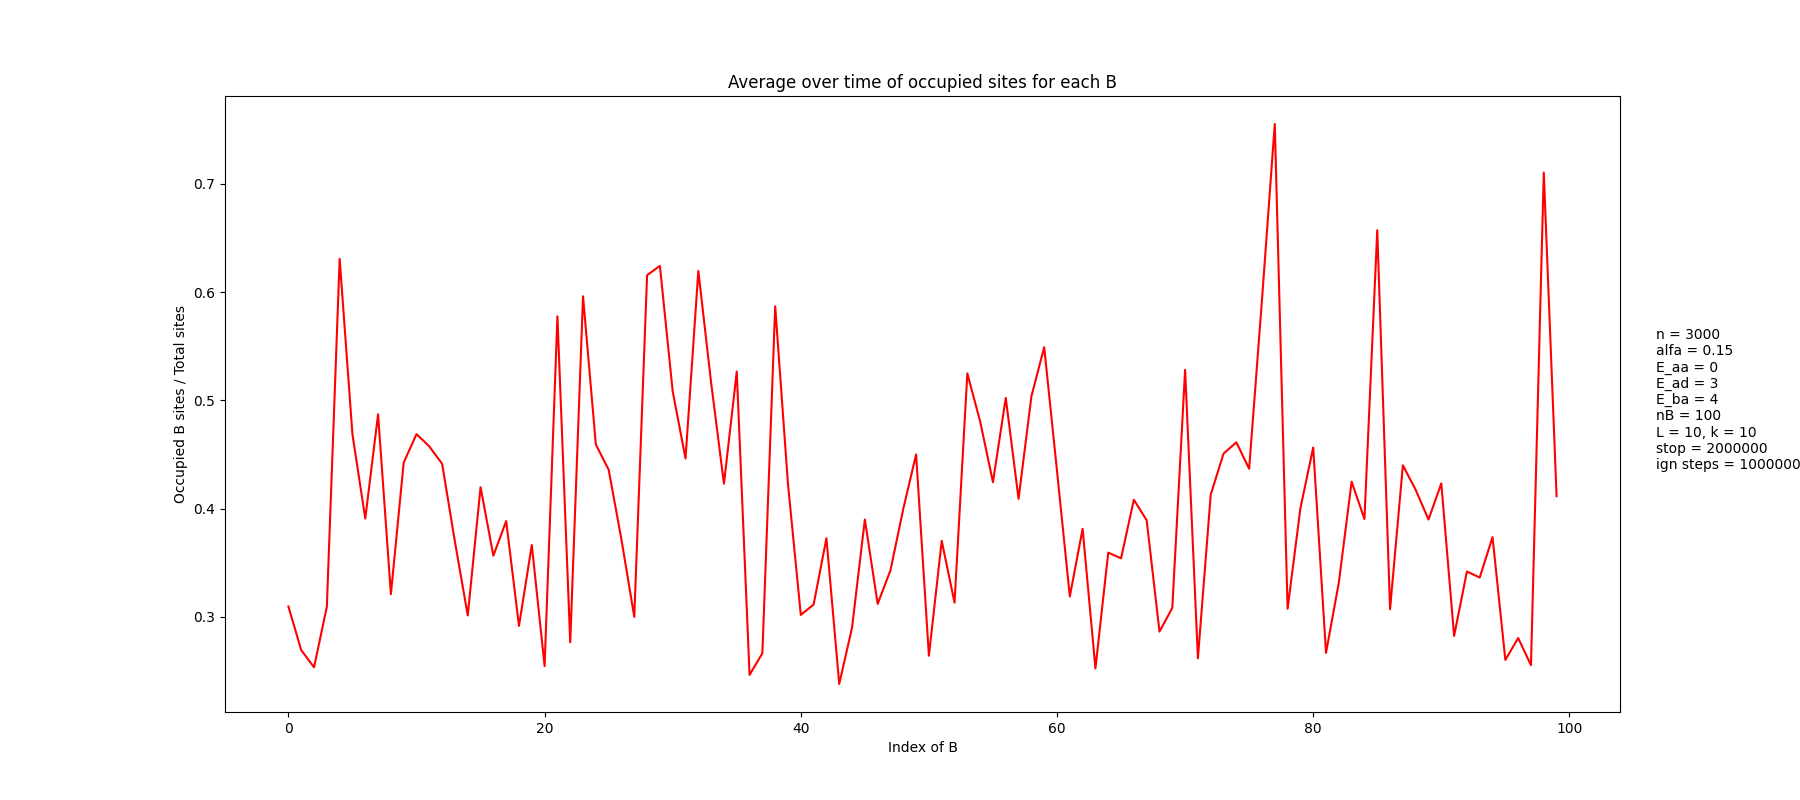 Average over time of occupied sites for each B
Occupied B sites / Total sites
0.7
0.6
0.5
0.4
0.3
0 20 40 60 80 100
Index of B
n = 3000
alfa = 0.15
E_aa = 0
E_ad = 3
E_ba = 4
nB = 100
L = 10, k = 10
stop = 2000000
ign steps = 1000000